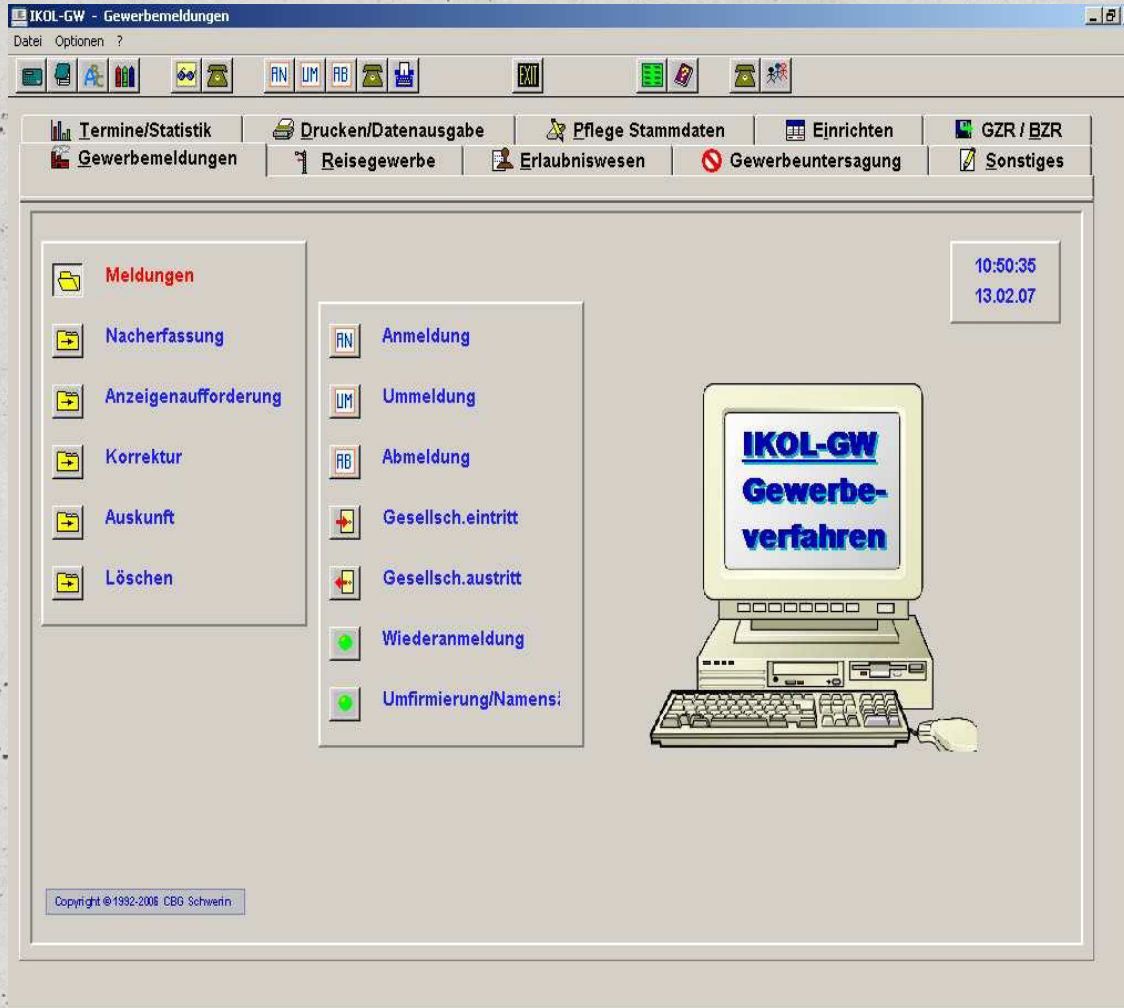 IKOL-GW - Gewerbemeldungen
Datei Optionen ?
AN UM AB EXIT
Termine/Statistik Drucken/Datenausgabe Pflege Stammdaten Einrichten GZR / BZR
Gewerbemeldungen Reisegewerbe Erlaubniswesen Gewerbeuntersagung Sonstiges
Meldungen
Nacherfassung
Anzeigenaufforderung
Korrektur
Auskunft
Löschen
AN Anmeldung
UM Ummeldung
AB Abmeldung
Gesellsch.eintritt
Gesellsch.austritt
Wiederanmeldung
Umfirmierung/Namensä
10:50:35
13.02.07
IKOL-GW
Gewerbe-
verfahren
Copyright © 1992-2006 CBG Schwerin